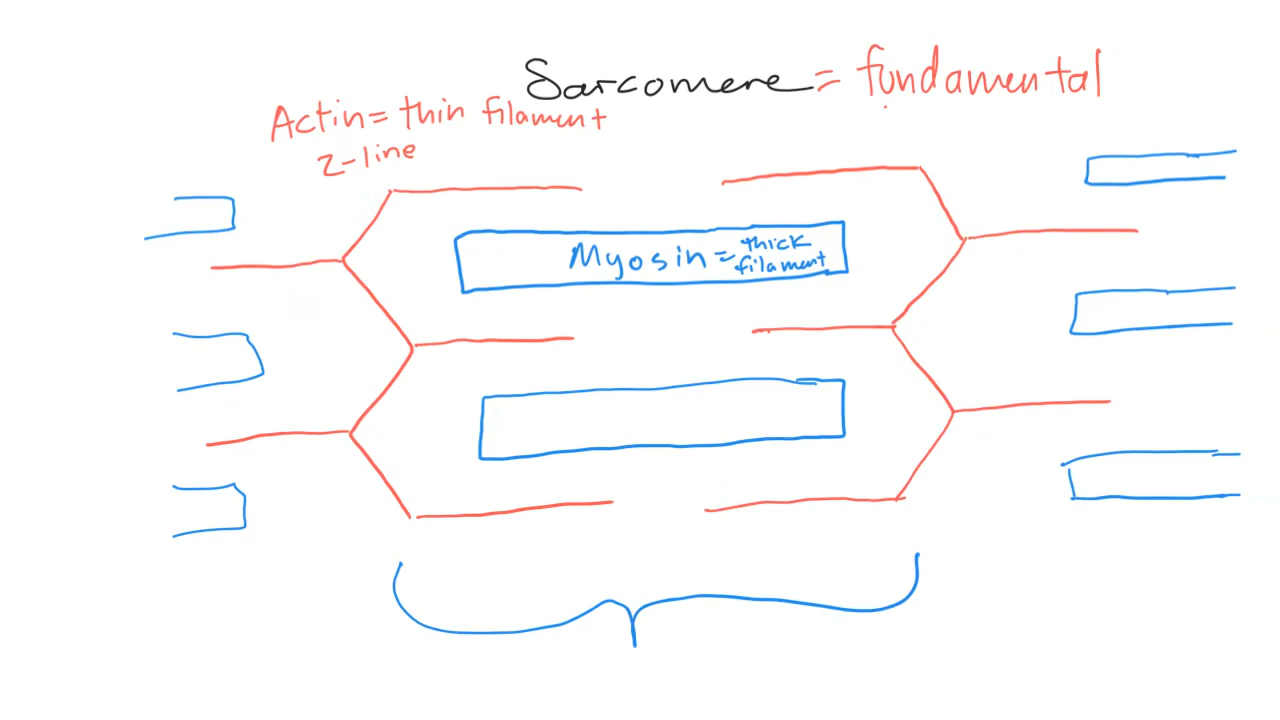 Sarcomere = fundamental
Actin = thin filament
Z-line
Myosin = thick
filament